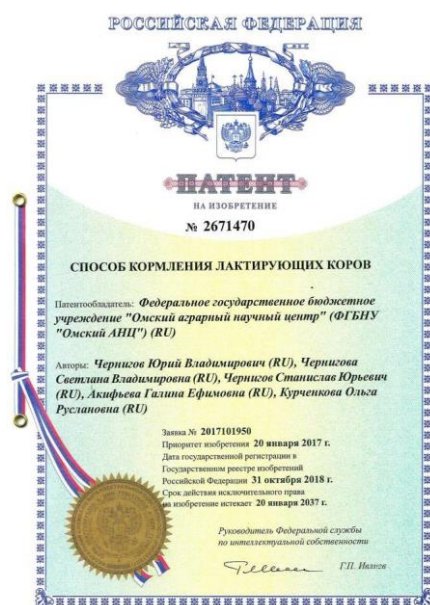 РОССИЙСКАЯ ФЕДЕРАЦИЯ
ПАТЕНТ
НА ИЗОБРЕТЕНИЕ
№ 2671470
СПОСОБ КОРМЛЕНИЯ ЛАКТИРУЮЩИХ КОРОВ
Патентообладатель: Федеральное государственное бюджетное
учреждение "Омский аграрный научный центр" (ФГБНУ
"Омский АНЦ") (RU)
Авторы: Чернигов Юрий Владимирович (RU), Чернигова
Светлана Владимировна (RU), Чернигов Станислав Юрьевич
(RU), Акифьева Галина Ефимовна (RU), Курченкова Ольга
Руслановна (RU)
Заявка № 2017101950
Приоритет изобретения 20 января 2017 г.
Дата государственной регистрации в
Государственном реестре изобретений
Российской Федерации 31 октября 2018 г.
Срок действия исключительного права
на изобретение истекает 20 января 2037 г.
Руководитель Федеральной службы
по интеллектуальной собственности
Г.П. Ивлиев